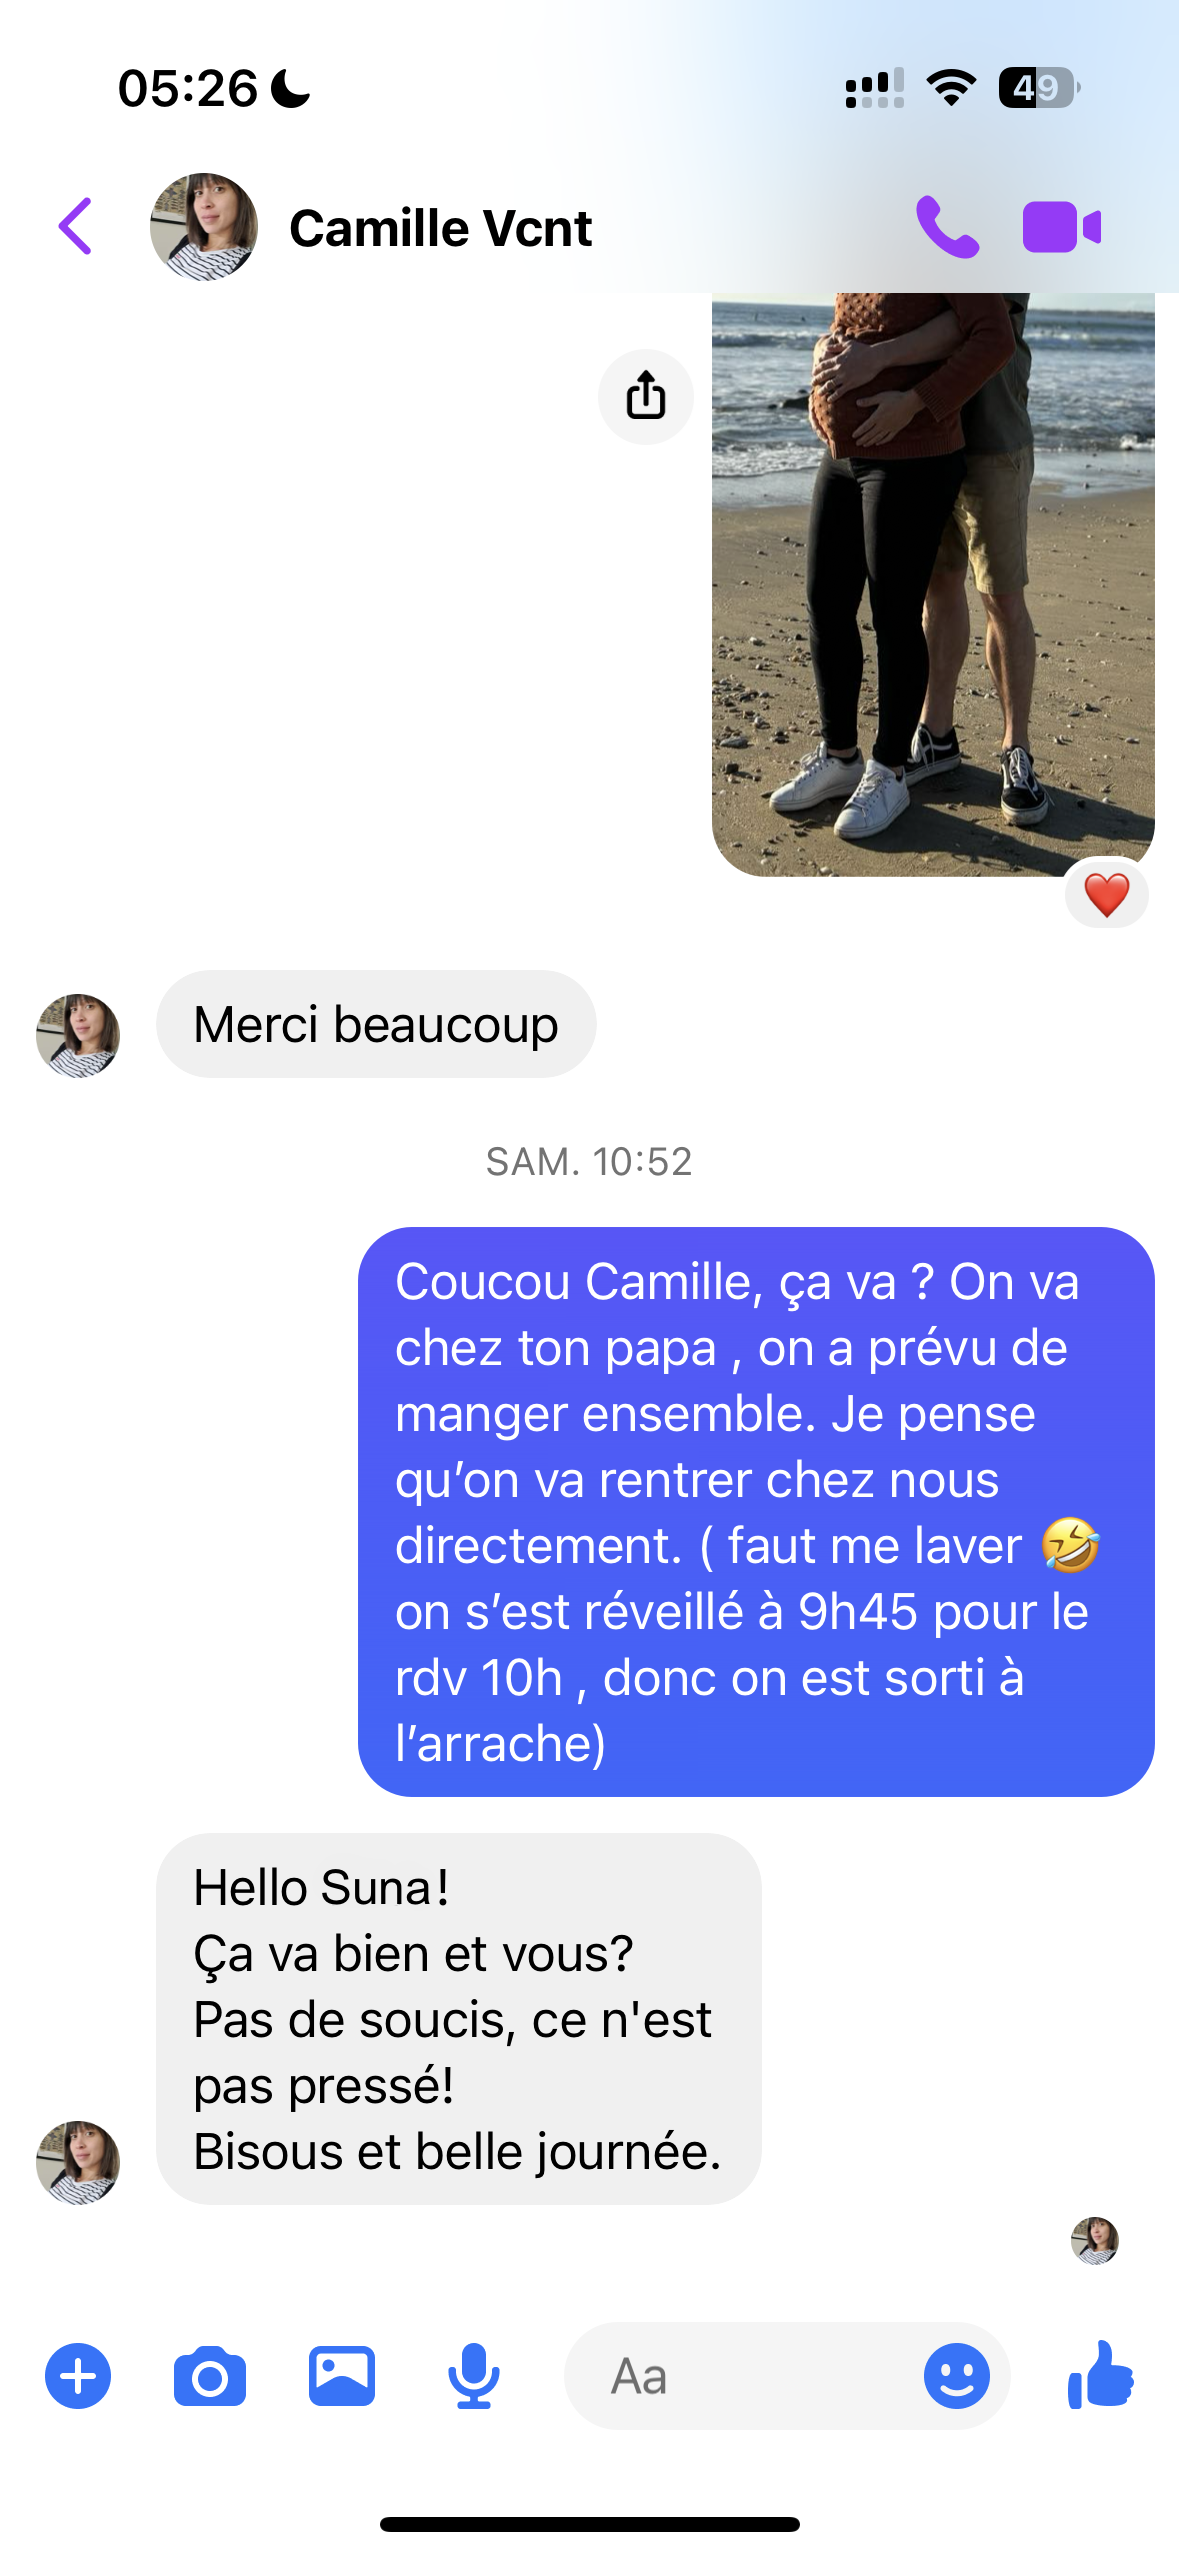 05:26
49
Camille Vcnt
Merci beaucoup
SAM. 10:52
Coucou Camille, ça va ? On va
chez ton papa , on a prévu de
manger ensemble. Je pense
qu’on va rentrer chez nous
directement. ( faut me laver 🤣
on s’est réveillé à 9h45 pour le
rdv 10h , donc on est sorti à
l’arrache)
Hello Suna!
Ça va bien et vous?
Pas de soucis, ce n'est
pas pressé!
Bisous et belle journée.
Aa